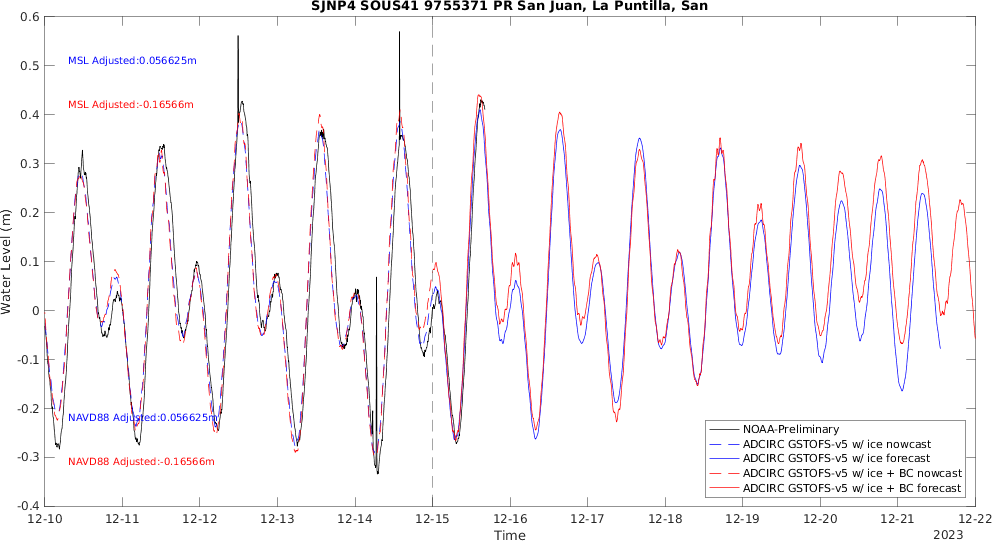 SJNP4 SOUS41 9755371 PR San Juan, La Puntilla, San
0.6
0.5
0.4
0.3
0.2
0.1
0
-0.1
-0.2
-0.3
-0.4
Water Level (m)
MSL Adjusted:0.056625m
MSL Adjusted:-0.16566m
NAVD88 Adjusted:0.056625m
NAVD88 Adjusted:-0.16566m
NOAA-Preliminary
ADCIRC GSTOFS-v5 w/ ice nowcast
ADCIRC GSTOFS-v5 w/ ice forecast
ADCIRC GSTOFS-v5 w/ ice + BC nowcast
ADCIRC GSTOFS-v5 w/ ice + BC forecast
12-10 12-11 12-12 12-13 12-14 12-15 12-16 12-17 12-18 12-19 12-20 12-21 12-22
Time
2023